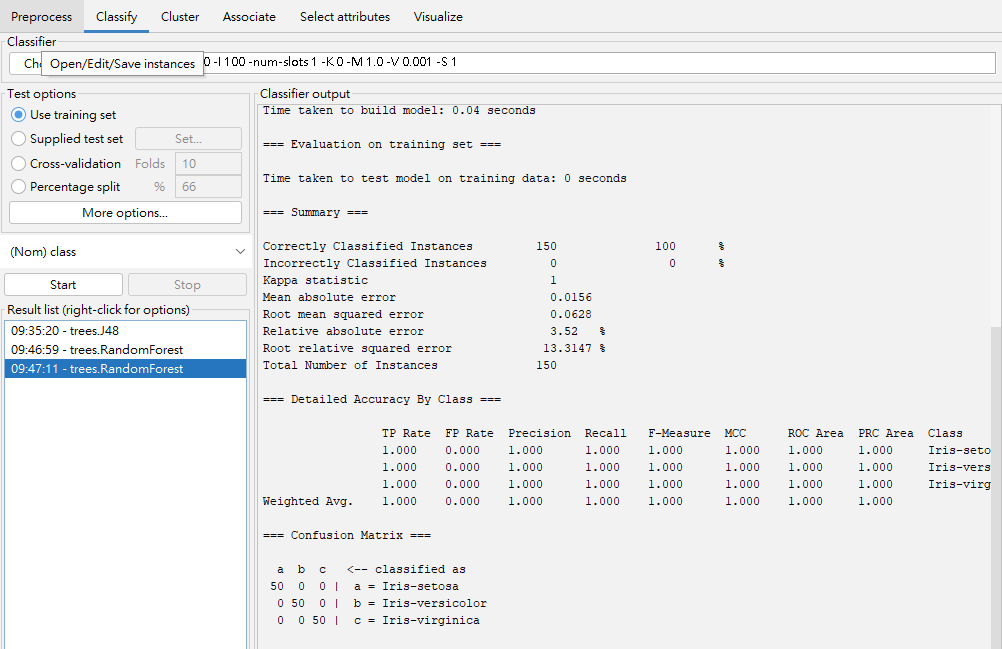 Preprocess Classify Cluster Associate Select attributes Visualize
Classifier
Open/Edit/Save instances 0 -I 100 -num-slots 1 -K 0 -M 1.0 -V 0.001 -S 1
Test options
Use training set
Supplied test set Set...
Cross-validation Folds 10
Percentage split % 66
More options...
(Nom) class
Start Stop
Result list (right-click for options)
09:35:20 - trees.J48
09:46:59 - trees.RandomForest
09:47:11 - trees.RandomForest
Classifier output
Time taken to build model: 0.04 seconds
=== Evaluation on training set ===
Time taken to test model on training data: 0 seconds
=== Summary ===
Correctly Classified Instances 150 100 %
Incorrectly Classified Instances 0 0 %
Kappa statistic 1
Mean absolute error 0.0156
Root mean squared error 0.0628
Relative absolute error 3.52 %
Root relative squared error 13.3147 %
Total Number of Instances 150
=== Detailed Accuracy By Class ===
TP Rate FP Rate Precision Recall F-Measure MCC ROC Area PRC Area Class
1.000 0.000 1.000 1.000 1.000 1.000 1.000 1.000 Iris-seto
1.000 0.000 1.000 1.000 1.000 1.000 1.000 1.000 Iris-vers
1.000 0.000 1.000 1.000 1.000 1.000 1.000 1.000 Iris-virg
Weighted Avg. 1.000 0.000 1.000 1.000 1.000 1.000 1.000 1.000
=== Confusion Matrix ===
a b c <-- classified as
50 0 0 | a = Iris-setosa
0 50 0 | b = Iris-versicolor
0 0 50 | c = Iris-virginica